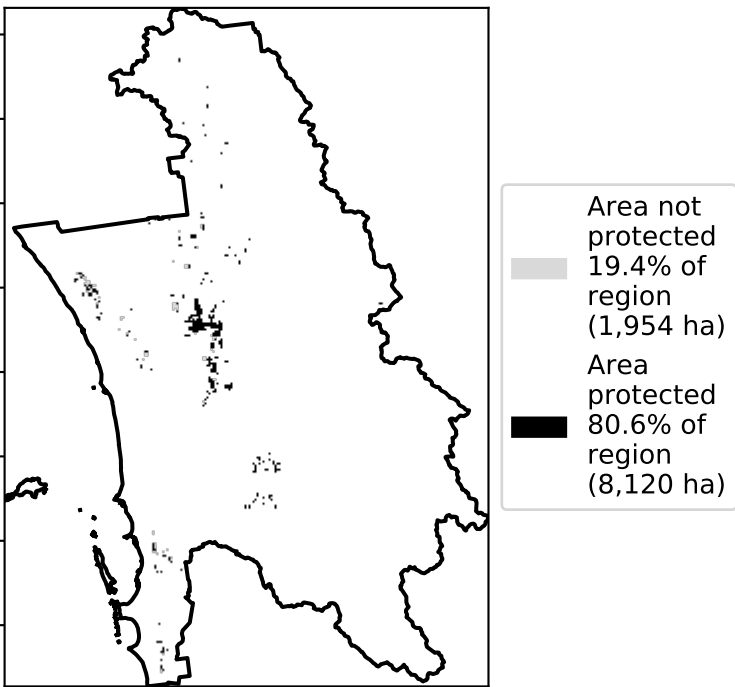 Area not
protected
19.4% of
region
(1,954 ha)
Area
protected
80.6% of
region
(8,120 ha)